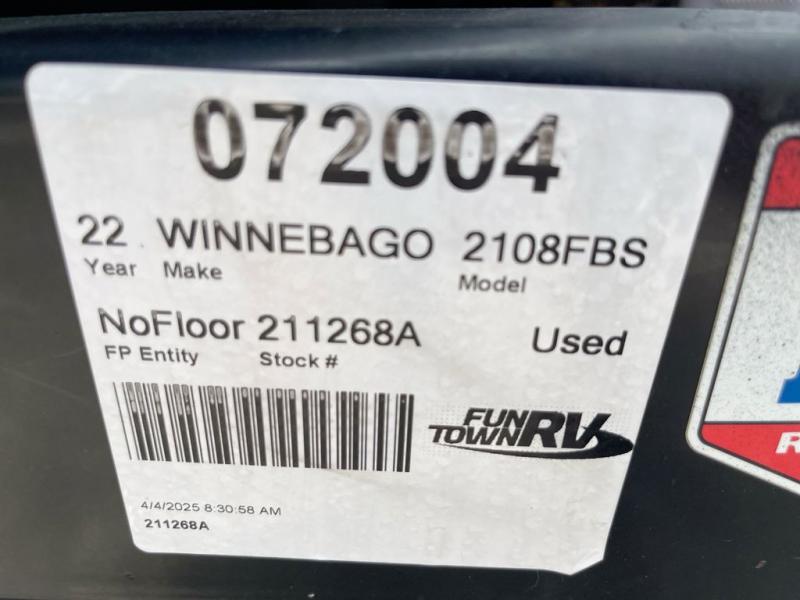 072004
22 WINNEBAGO 2108FBS
Year Make Model
NoFloor 211268A Used
FP Entity Stock #
FUN TOWN RV
4/4/2025 8:30:58 AM
211268A
R